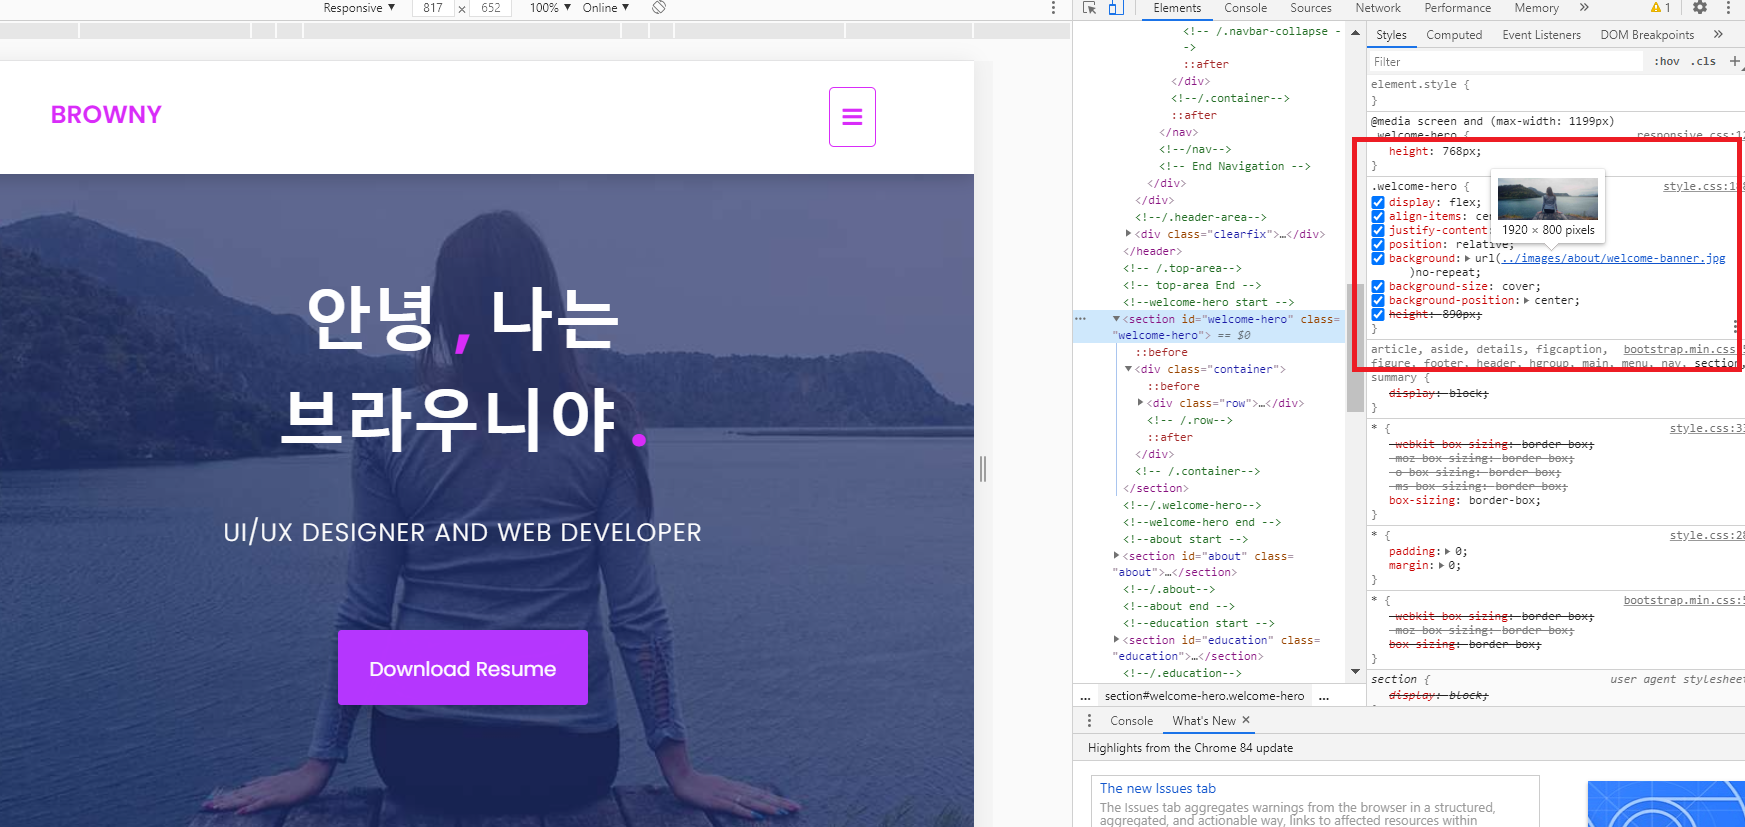 Responsive ▼ 817 × 652 100% ▼ Online ▼
BROWNY
안녕,나는
브라우니야.
UI/UX DESIGNER AND WEB DEVELOPER
Download Resume
Elements Console Sources Network Performance Memory » 1
<!-- /.navbar-collapse -
->
::after
</div>
<!--/.container-->
::after
</nav>
<!--/nav-->
<!-- End Navigation -->
</div>
</div>
<!--/.header-area-->
<div class="clearfix">…</div>
</header>
<!-- /.top-area-->
<!-- top-area End -->
<!--welcome-hero start -->
<section id="welcome-hero" class=
"welcome-hero"> == $0
::before
<div class="container">
::before
<div class="row">…</div>
<!-- /.row-->
::after
</div>
<!-- /.container-->
</section>
<!--/.welcome-hero-->
<!--welcome-hero end -->
<!--about start -->
<section id="about" class=
"about">…</section>
<!--/.about-->
<!--about end -->
<!--education start -->
<section id="education" class=
"education">…</section>
<!--/.education-->
... section#welcome-hero.welcome-hero ...
Styles Computed Event Listeners DOM Breakpoints »
Filter :hov .cls +
element.style {
}
@media screen and (max-width: 1199px)
.welcome-hero { responsive.css:1
height: 768px;
}
.welcome-hero { style.css:188
display: flex;
align-items: cen
justify-content:
position: relative;
background: url(../images/about/welcome-banner.jpg
)no-repeat;
background-size: cover;
background-position: center;
height: 890px;
}
1920 × 800 pixels
article, aside, details, figcaption, bootstrap.min.css:5
figure, footer, header, hgroup, main, menu, nav, section,
summary {
display: block;
}
* { style.css:33
-webkit-box-sizing: border-box;
-moz-box-sizing: border-box;
-o-box-sizing: border-box;
-ms-box-sizing: border-box;
box-sizing: border-box;
}
* { style.css:28
padding: 0;
margin: 0;
}
* { bootstrap.min.css:5
-webkit-box-sizing: border-box;
-moz-box-sizing: border-box;
box-sizing: border-box;
}
section { user agent stylesheet
display: block;
Console What's New ×
Highlights from the Chrome 84 update
The new Issues tab
The Issues tab aggregates warnings from the browser in a structured,
aggregated, and actionable way, links to affected resources within